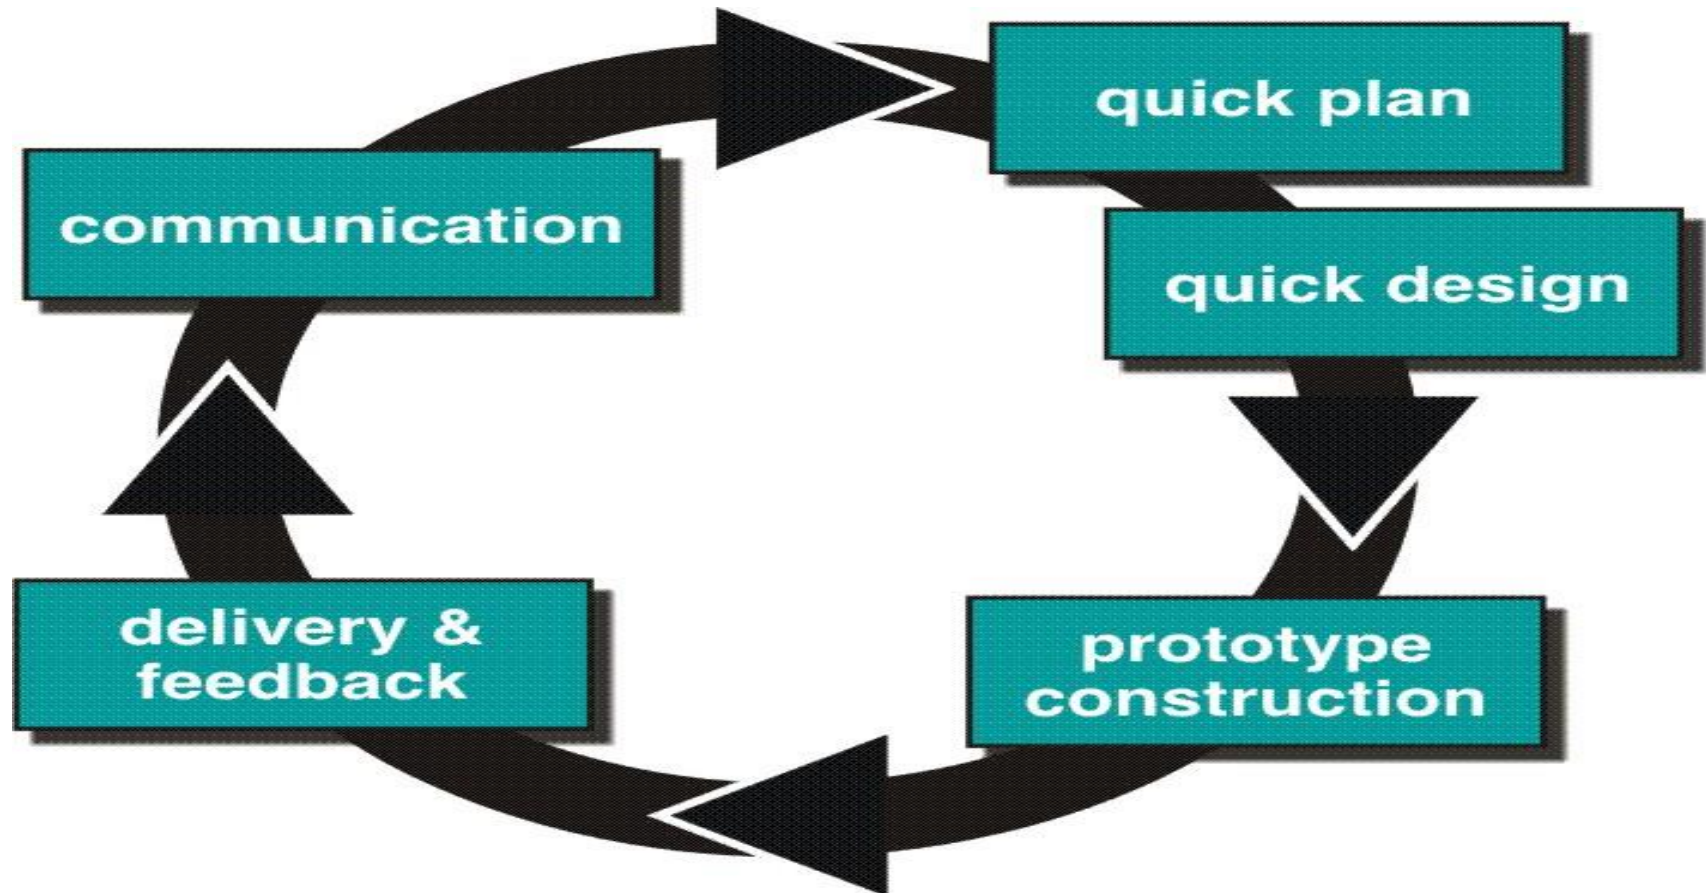 communication
quick plan
quick design
prototype
construction
delivery &
feedback